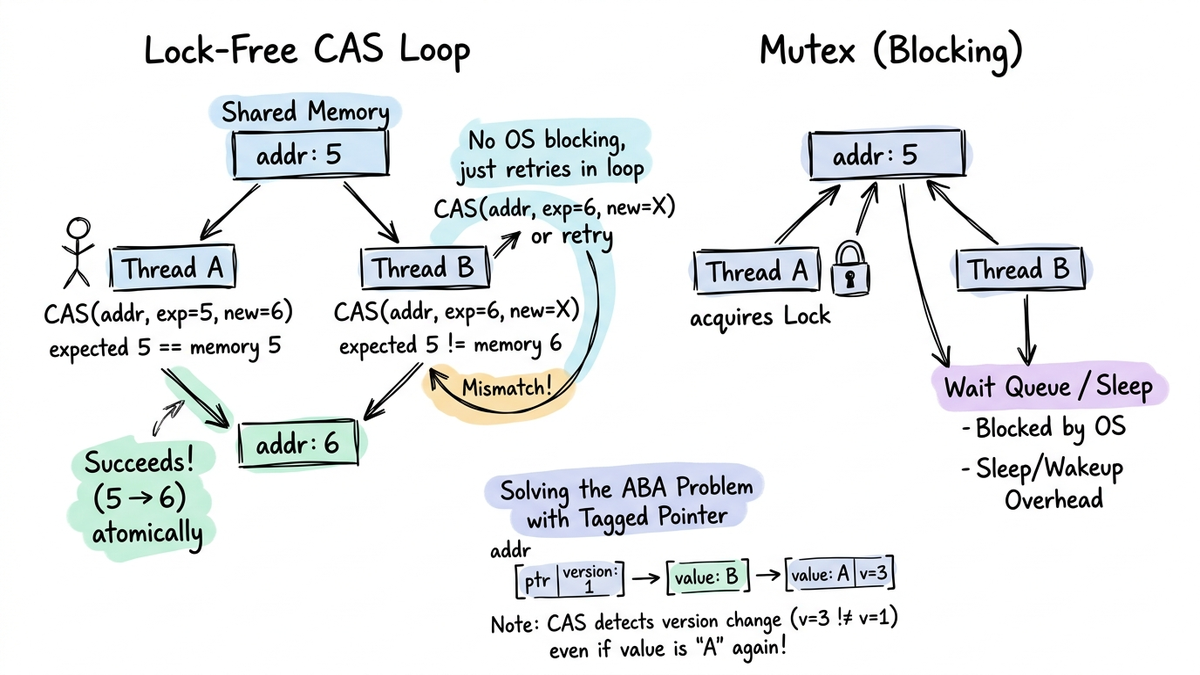 Lock-Free CAS Loop
Shared Memory
addr: 5
No OS blocking,
just retries in loop
CAS(addr, exp=6, new=X)
or retry
Thread A
Thread B
CAS(addr, exp=5, new=6)
expected 5 == memory 5
CAS(addr, exp=6, new=X)
expected 5 != memory 6
Mismatch!
addr: 6
Succeeds!
(5→6)
atomically
Mutex (Blocking)
addr: 5
Thread A
acquires Lock
Thread B
Wait Queue / Sleep
- Blocked by OS
- Sleep/Wakeup
Overhead
Solving the ABA Problem
with Tagged Pointer
addr
[ptr | version: 1] → [value: B] → [value: A | v=3]
Note: CAS detects version change (v=3 !≠ v=1)
even if value is "A" again!